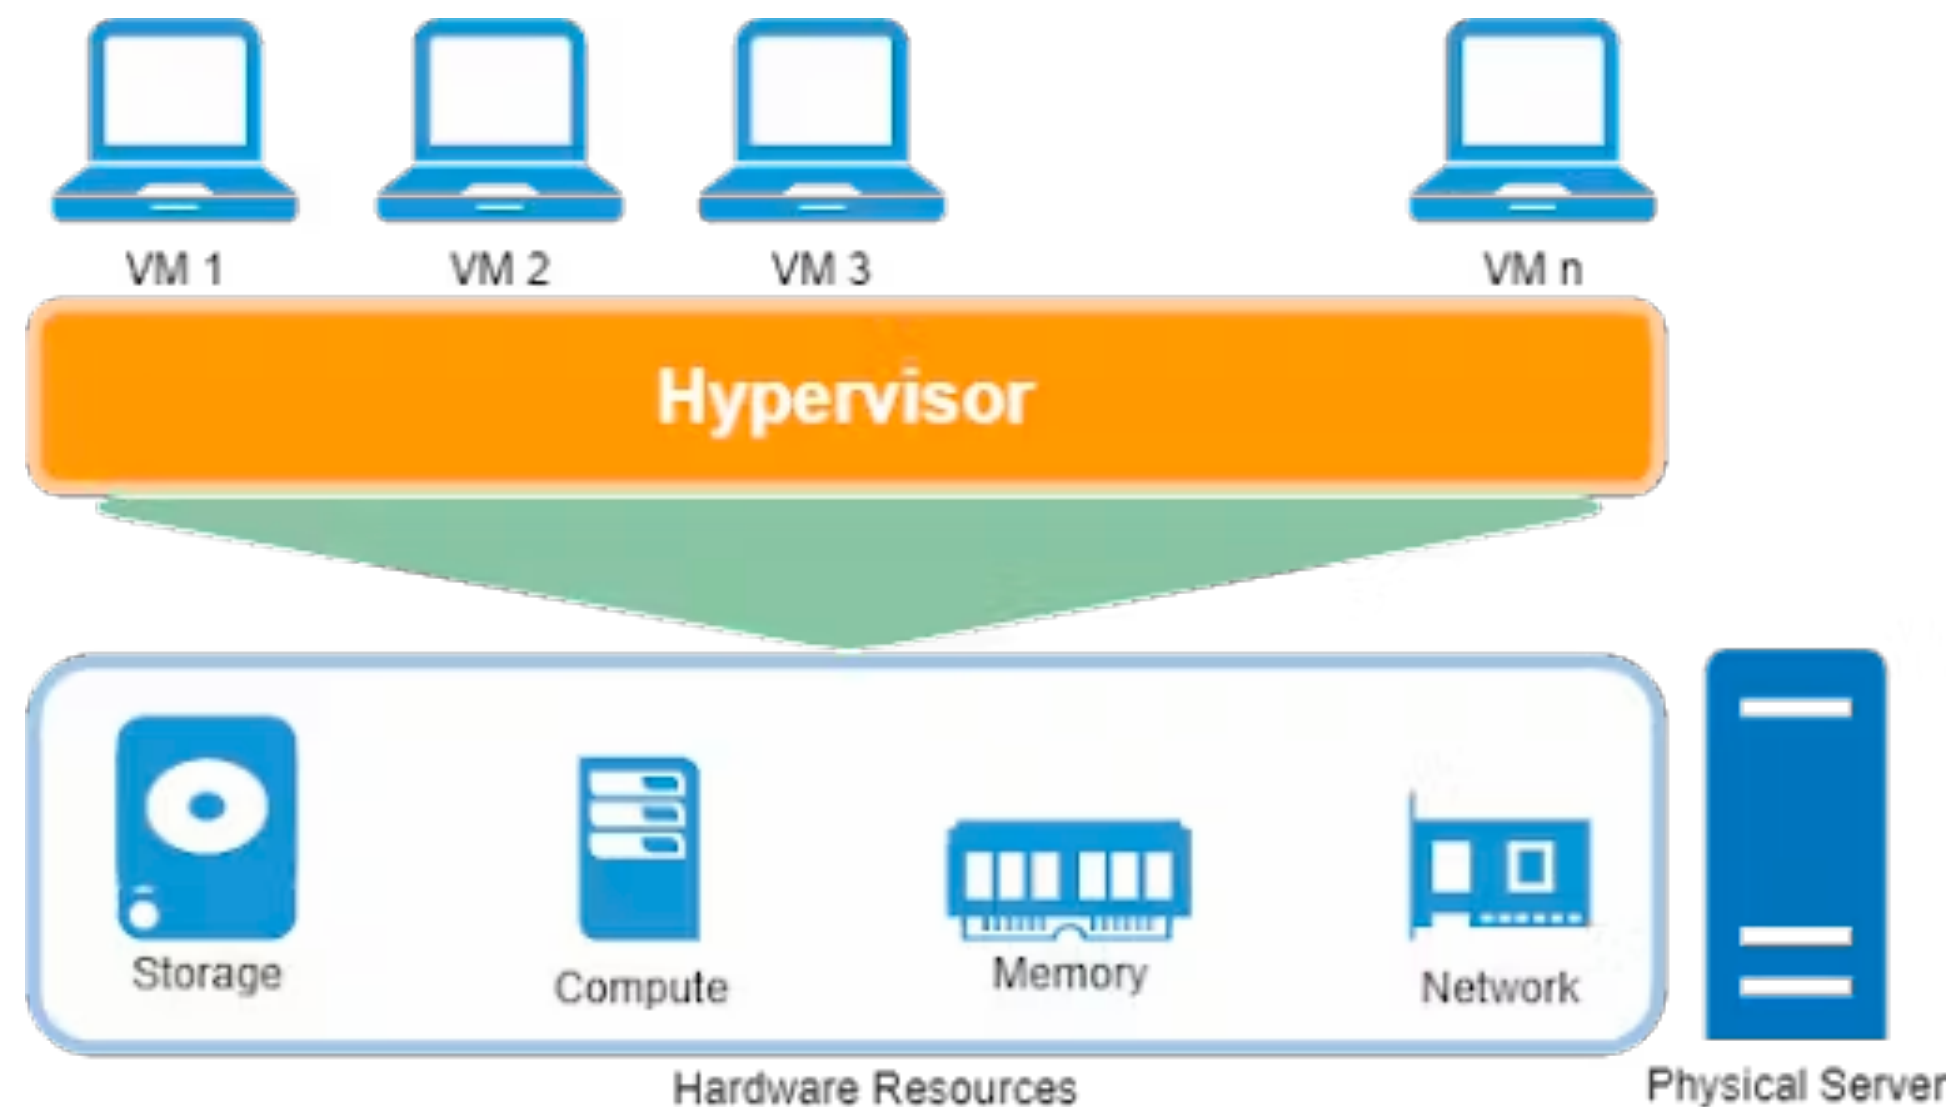 VM 1
VM 2
VM 3
VM n
Hypervisor
Storage
Compute
Memory
Network
Hardware Resources
Physical Server